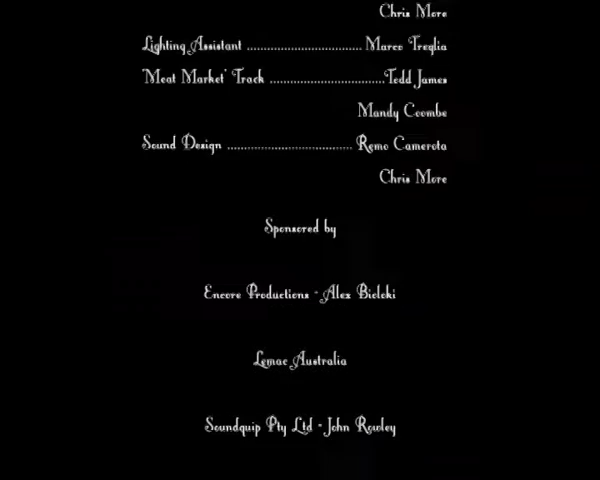 Chris More
Lighting Assistant .................................. Marco Treglia
'Meat Market' Track ..................................Tedd James
Mandy Coombe
Sound Design ..................................... Remo Camerota
Chris More
Sponsored by
Encore Productions - Alex Bieloki
Lemac Australia
Soundquip Pty Ltd - John Rowley